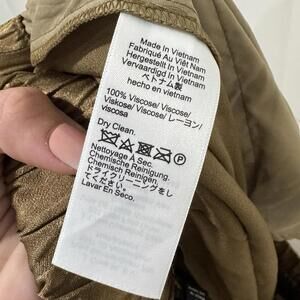 Made In Vietnam
Fabriqué Au Viêt Nam
Hergestellt In Vietnam
Vervaardigd In Vietnam
ベトナム製
hecho en vietnam
100% Viscose/ Viscose/
Viskose/ Viscose/ レーヨン/
viscosa
Dry Clean.
P
Nettoyage À Sec.
Chemische Reinigung.
Chemisch Reinigen.
ドライクリーニングをし
てください。
Lavar En Seco.